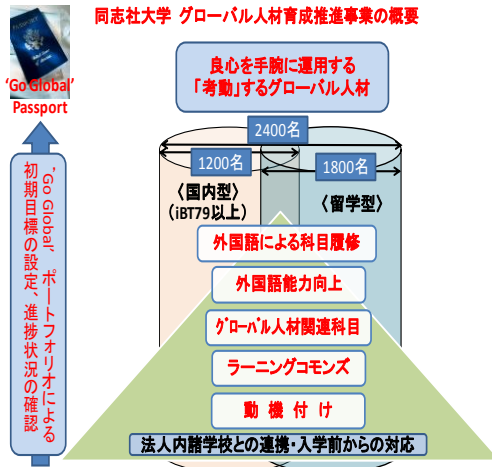 同志社大学 グローバル人材育成推進事業の概要
PASSPORT
'Go Global'
Passport
良心を手腕に運用する
「考動」するグローバル人材
2400名
1200名
1800名
〈国内型〉
(iBT79以上)
〈留学型〉
'Go Global' ポートフォリオによる
初期目標の設定、進捗状況の確認
外国語による科目履修
外国語能力向上
グローバル人材関連科目
ラーニングコモンズ
動機付け
法人内諸学校との連携・入学前からの対応